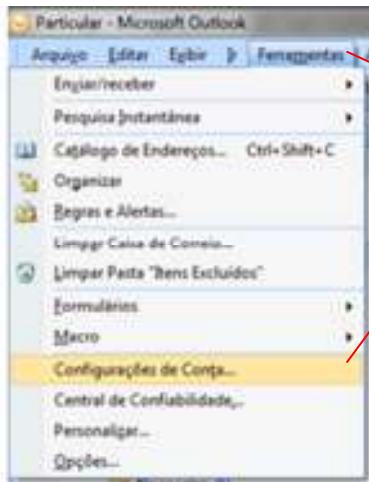 Particular - Microsoft Outlook
Arquivo Editar Exibir Ir Ferramentas
Enviar/receber
Pesquisa Instantânea
Catálogo de Endereços... Ctrl+Shift+C
Organizar
Regras e Alertas...
Limpar Caixa de Correio...
Limpar Pasta "Itens Excluídos"
Formulários
Macro
Configurações de Conta...
Central de Confiabilidade...
Personalizar...
Opções...